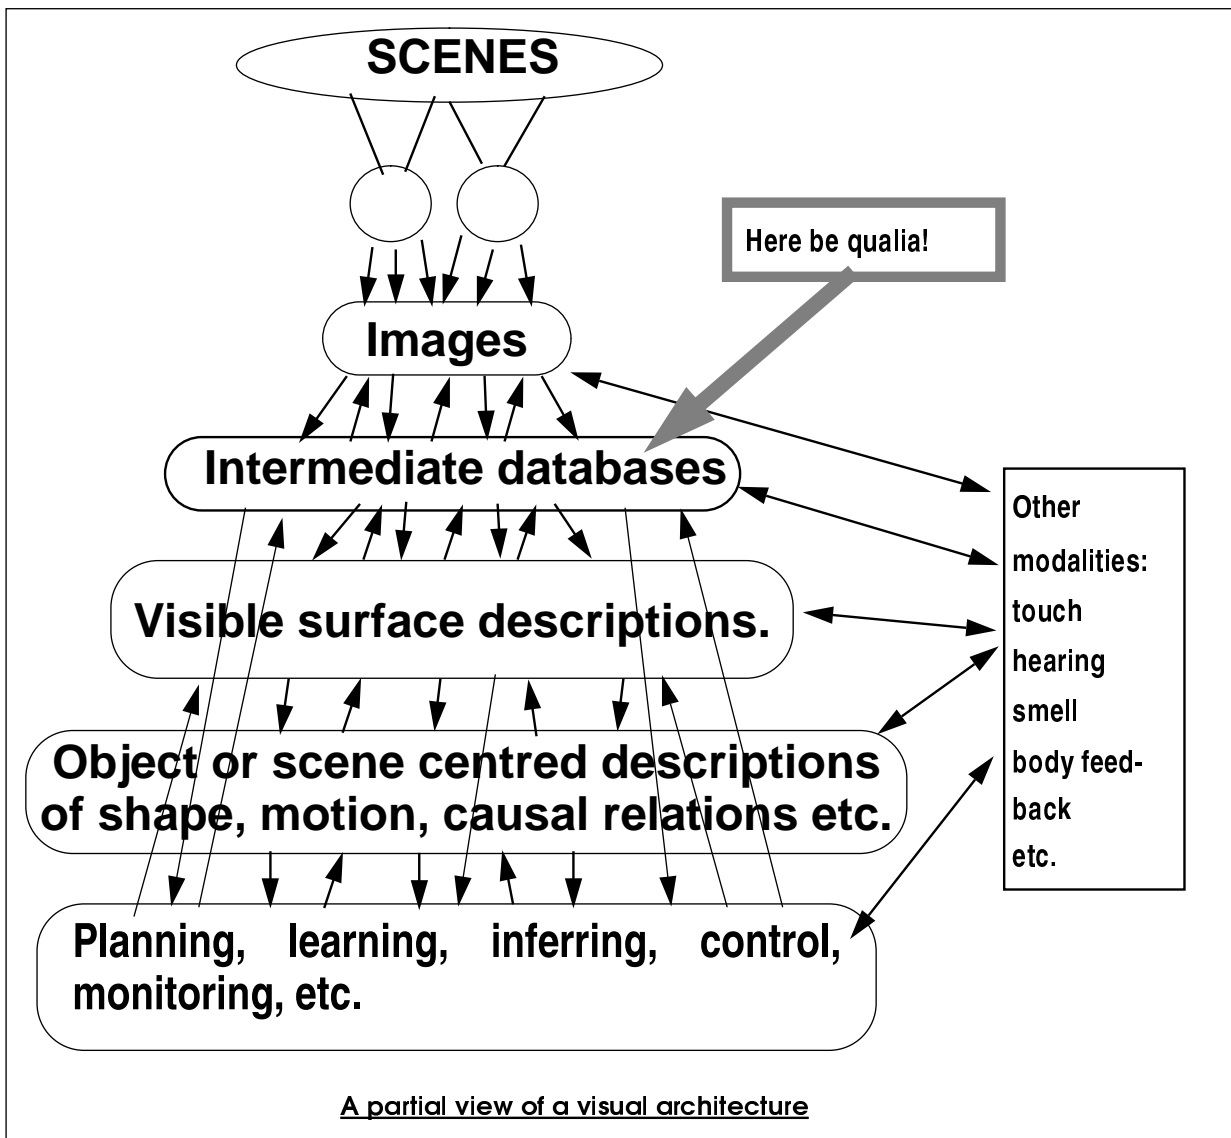 SCENES
Here be qualia!
Images
Intermediate databases
Other
modalities:
touch
hearing
smell
body feed-
back
etc.
Visible surface descriptions.
Object or scene centred descriptions
of shape, motion, causal relations etc.
Planning, learning, inferring, control,
monitoring, etc.
A partial view of a visual architecture